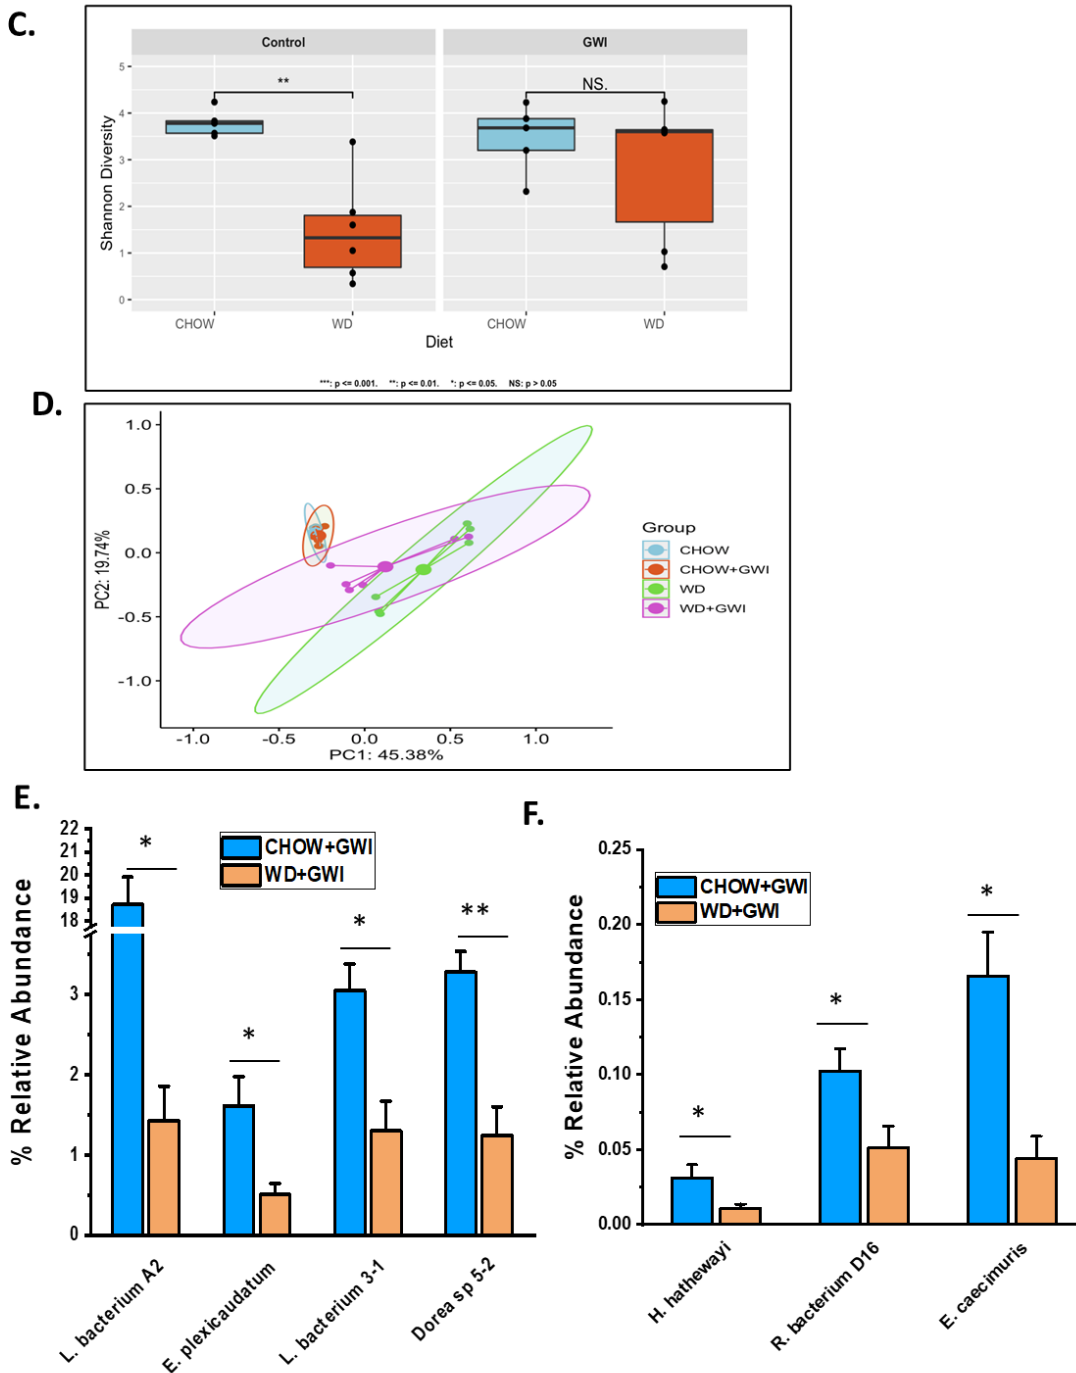 C.
Control
GWI
Shannon Diversity
5
4
3
2
1
0
**
NS.
CHOW
WD
CHOW
WD
Diet
***: p <= 0.001. **: p <= 0.01. *: p <= 0.05. NS: p > 0.05
D.
PC2: 19.74%
1.0
0.5
0.0
-0.5
-1.0
-1.0
-0.5
0.0
0.5
1.0
PC1: 45.38%
Group
CHOW
CHOW+GWI
WD
WD+GWI
E.
% Relative Abundance
22
21
20
19
18
3
2
1
0
CHOW+GWI
WD+GWI
*
*
*
**
L. bacterium A2
E. plexicaudatum
L. bacterium 3-1
Dorea sp 5-2
F.
% Relative Abundance
0.25
0.20
0.15
0.10
0.05
0.00
CHOW+GWI
WD+GWI
*
*
*
H. hathewayi
R. bacterium D16
E. caecimuris